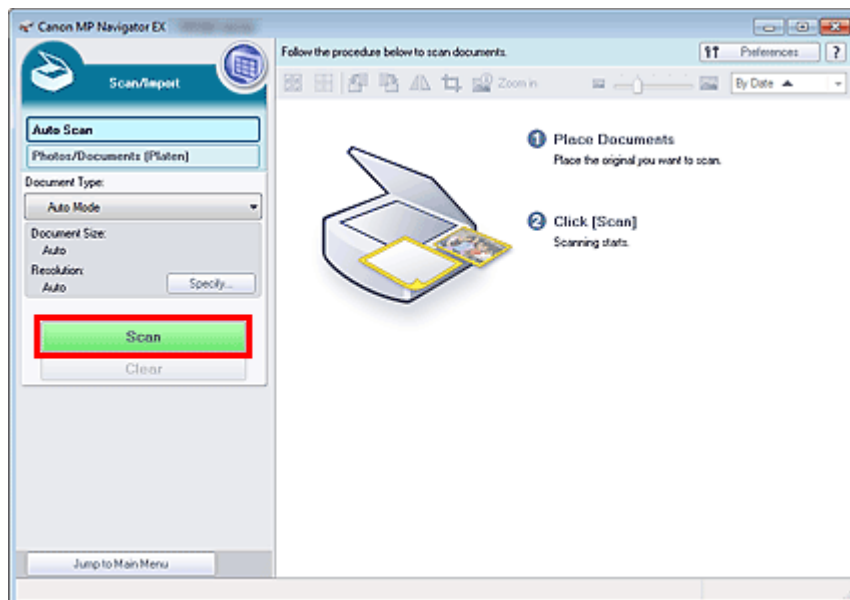 Canon MP Navigator EX
Scan/Import
Follow the procedure below to scan documents.
Preferences
?
Zoom in
By Date
Auto Scan
Photos/Documents (Platen)
Document Type:
Auto Mode
Document Size:
Auto
Resolution:
Auto
Specify...
Scan
Clear
1 Place Documents
Place the original you want to scan.
2 Click [Scan]
Scanning starts.
Jump to Main Menu